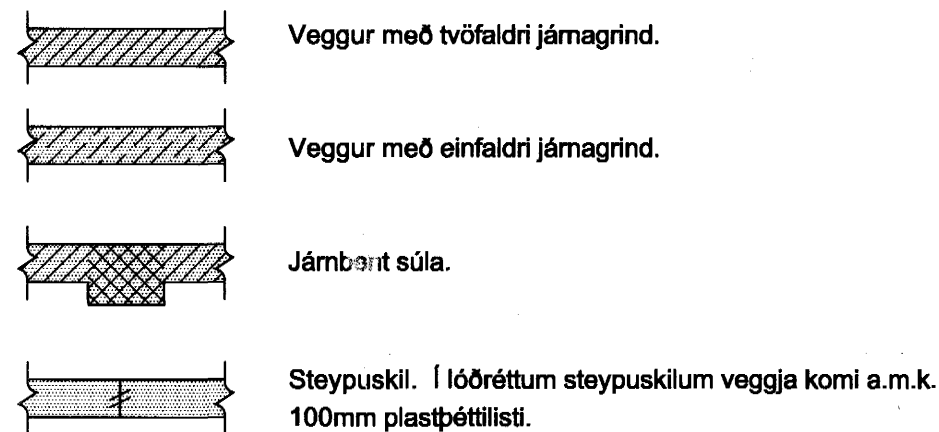 Veggur með tvöfaldri járnagrind.
Veggur með einfaldri járnagrind.
Járnbent súla.
Steypuskil. Í lóðréttum steypuskilum veggja komi a.m.k.
100mm plastþéttilisti.